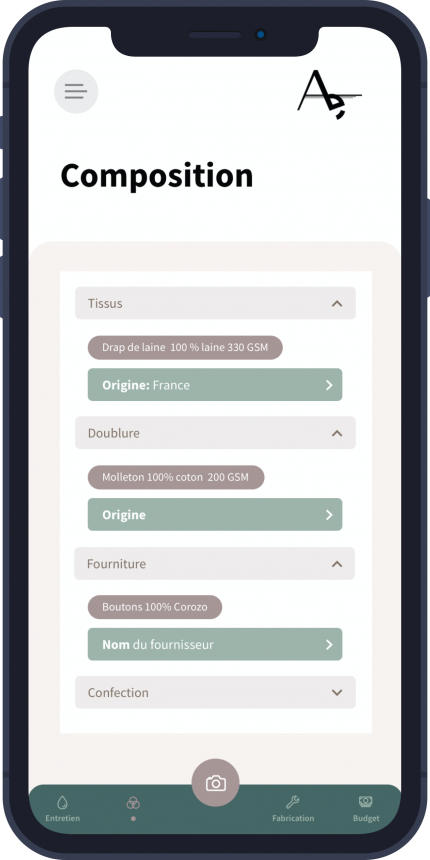 Composition
Tissus
Drap de laine 100 % laine 330 GSM
Origine: France
Doublure
Molleton 100% coton 200 GSM
Origine
Fourniture
Boutons 100% Corozo
Nom du fournisseur
Confection
Entretien
Fabrication
Budget